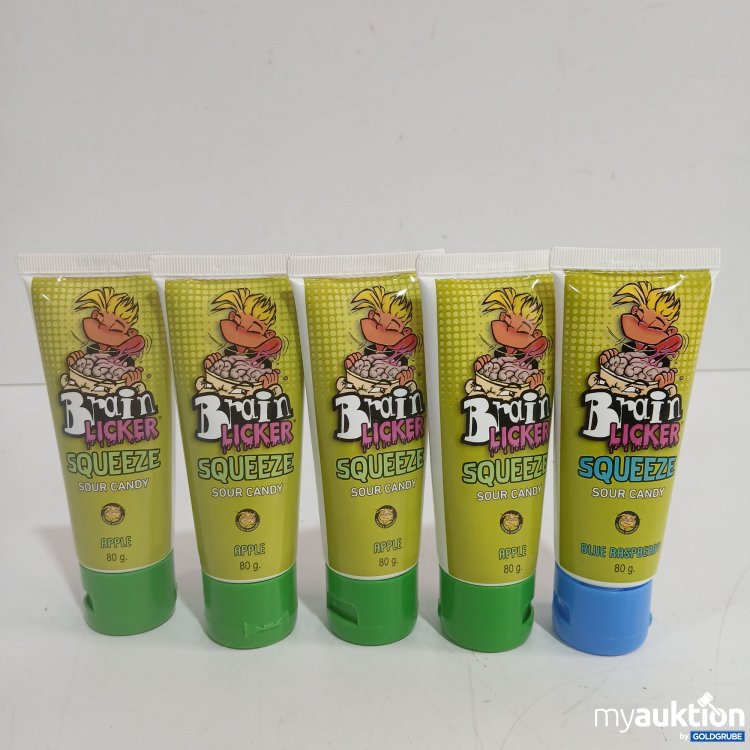 Brain
LICKER
SQUEEZE
SOUR CANDY
APPLE
80 g.
Brain
LICKER
SQUEEZE
SOUR CANDY
APPLE
80 g.
Brain
LICKER
SQUEEZE
SOUR CANDY
APPLE
80 g.
Brain
LICKER
SQUEEZE
SOUR CANDY
APPLE
80 g.
Brain
LICKER
SQUEEZE
SOUR CANDY
BLUE RASPBERRY
80 g.
myauktion
by GOLDGRUBE